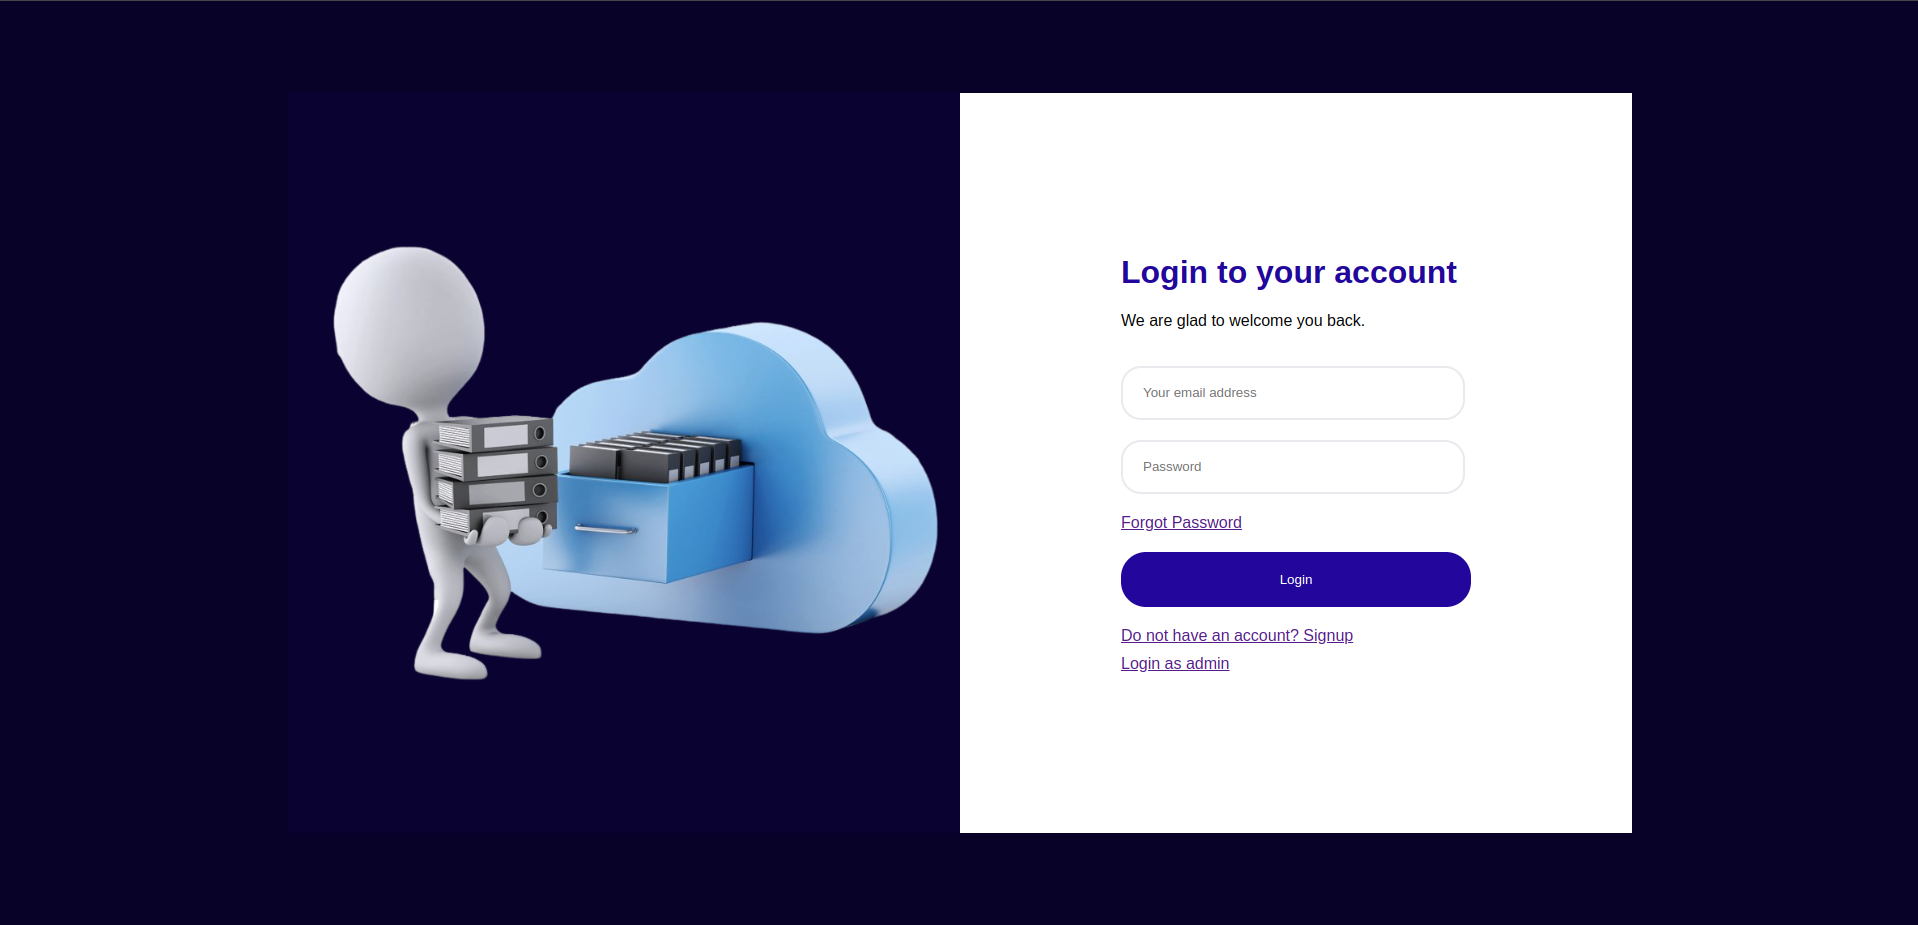 Login to your account
We are glad to welcome you back.
Your email address
Password
Forgot Password
Login
Do not have an account? Signup
Login as admin